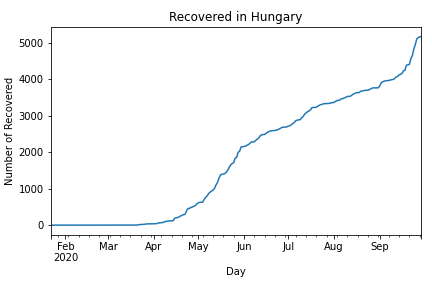 Recovered in Hungary
Number of Recovered
5000
4000
3000
2000
1000
0
Feb Mar Apr May Jun Jul Aug Sep
2020
Day